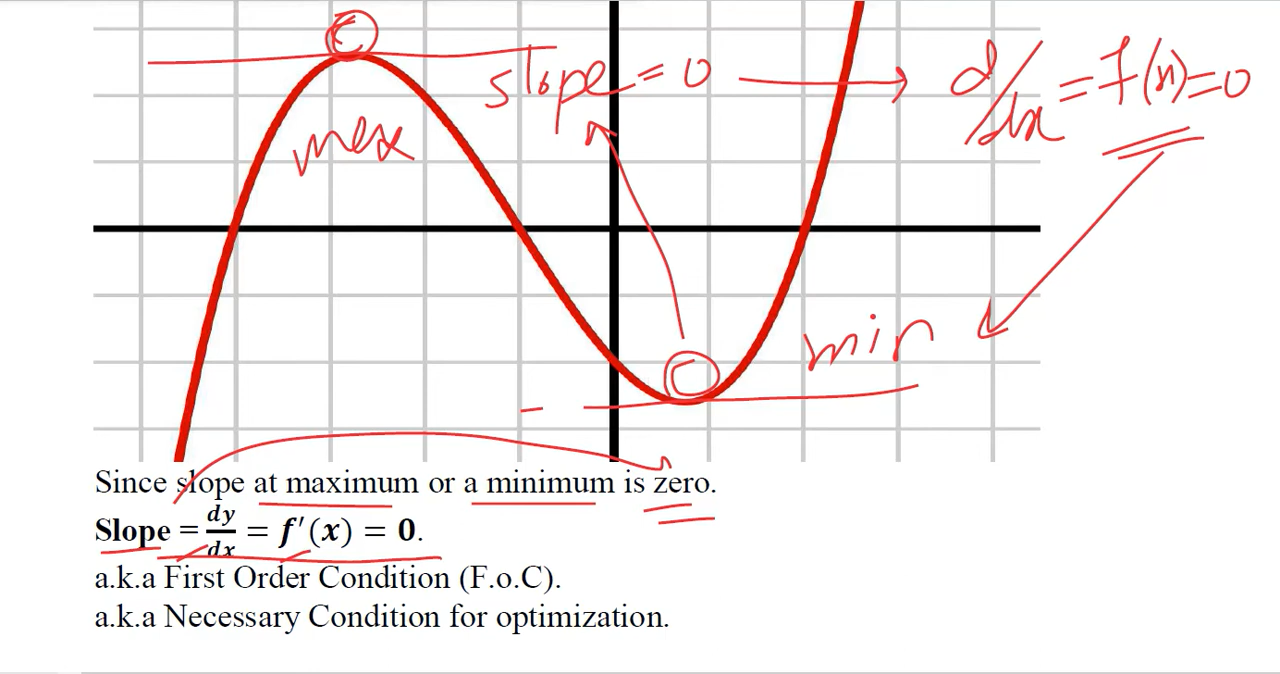 slope = 0
d/dx = f(x) = 0
max
min
Since slope at maximum or a minimum is zero.
Slope = dy/dx = f′(x) = 0.
a.k.a First Order Condition (F.o.C).
a.k.a Necessary Condition for optimization.